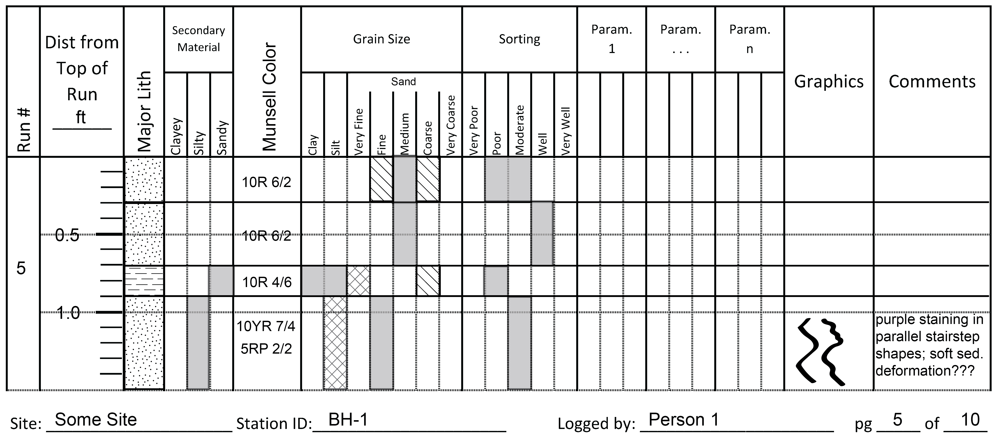 Run #
Dist from
Top of
Run
ft
Major Lith
Secondary
Material
Clayey
Silty
Sandy
Munsell Color
Grain Size
Sand
Clay
Silt
Very Fine
Fine
Medium
Coarse
Very Coarse
Sorting
Very Poor
Poor
Moderate
Well
Very Well
Param.
1
Param.
. . .
Param.
n
Graphics
Comments
10R 6/2
0.5
10R 6/2
5
10R 4/6
1.0
10YR 7/4
5RP 2/2
purple staining in
parallel stairstep
shapes; soft sed.
deformation???
Site: Some Site Station ID: BH-1 Logged by: Person 1 pg 5 of 10